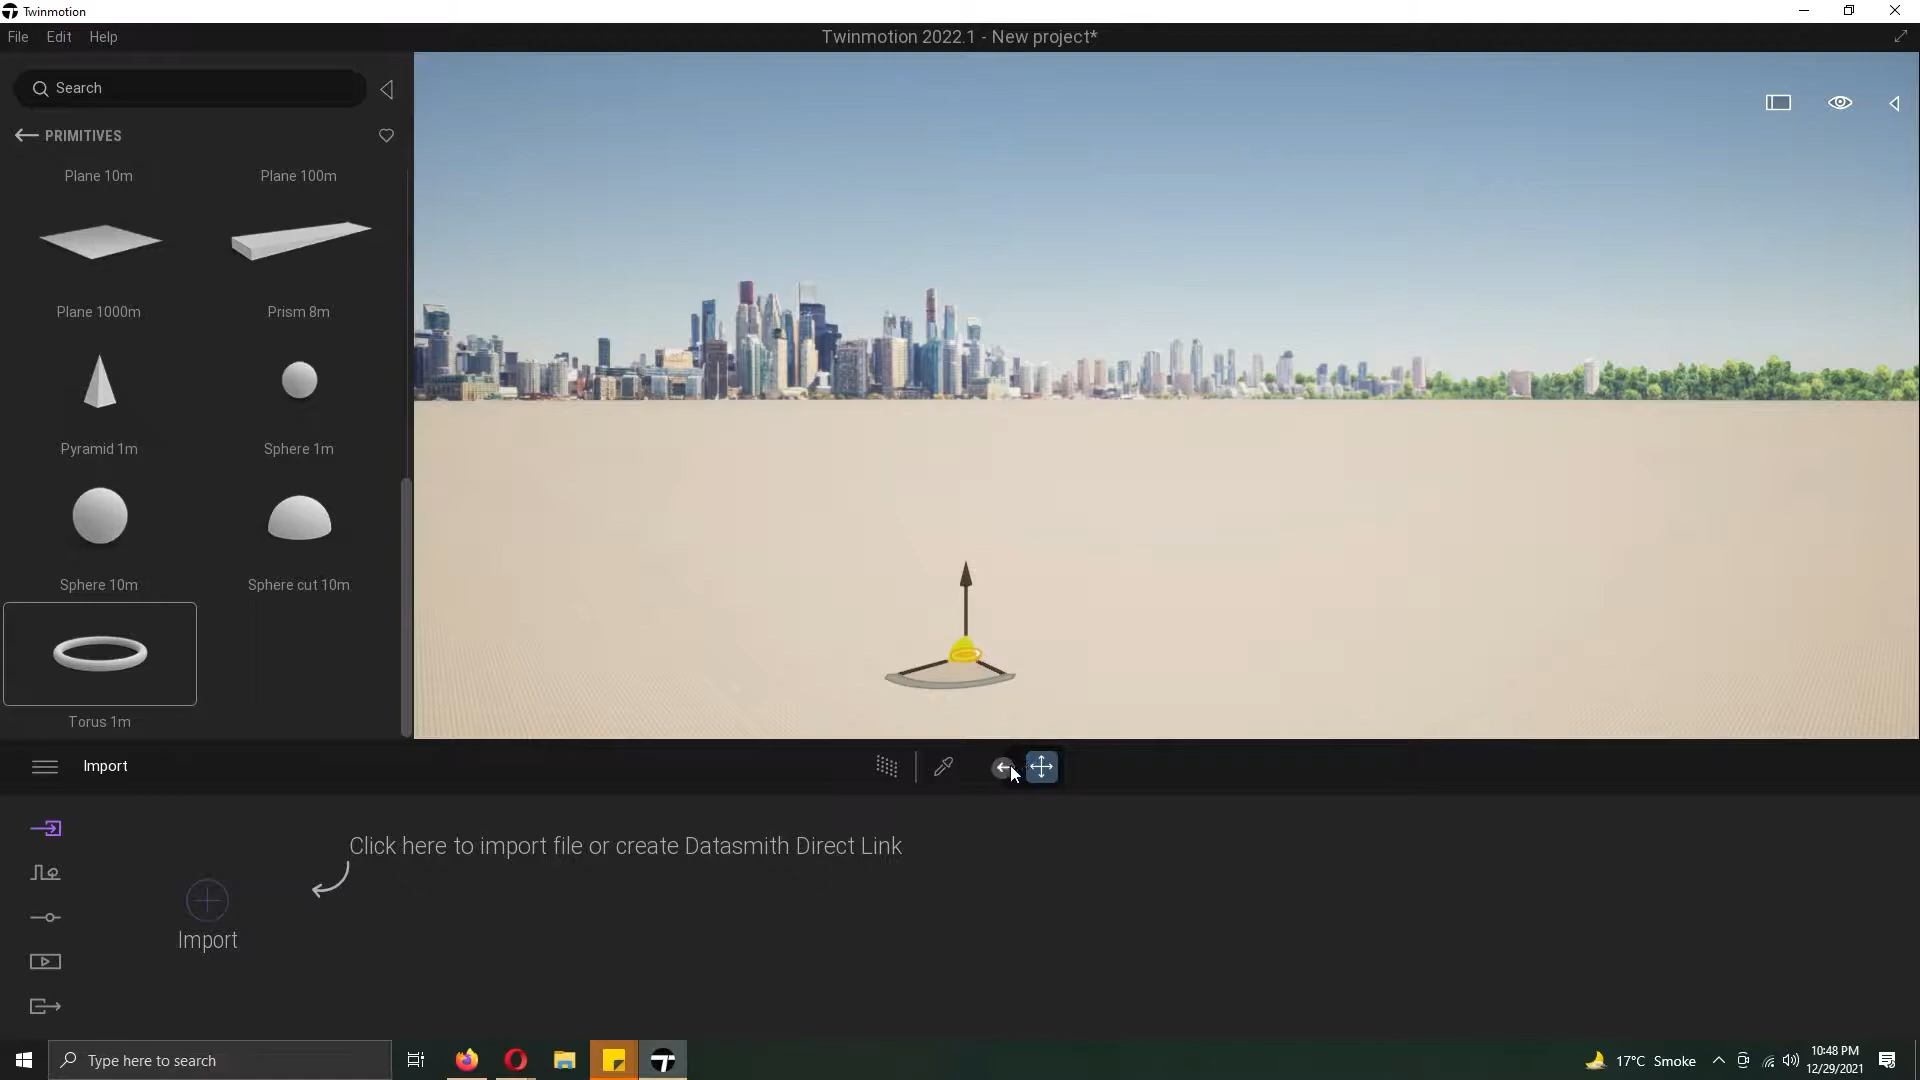 Twinmotion
File Edit Help
Twinmotion 2022.1 - New project*
Search
PRIMITIVES
Plane 10m
Plane 100m
Plane 1000m
Prism 8m
Pyramid 1m
Sphere 1m
Sphere 10m
Sphere cut 10m
Torus 1m
Import
Click here to import file or create Datasmith Direct Link
Import
Type here to search
17°C Smoke
10:48 PM
12/29/2021